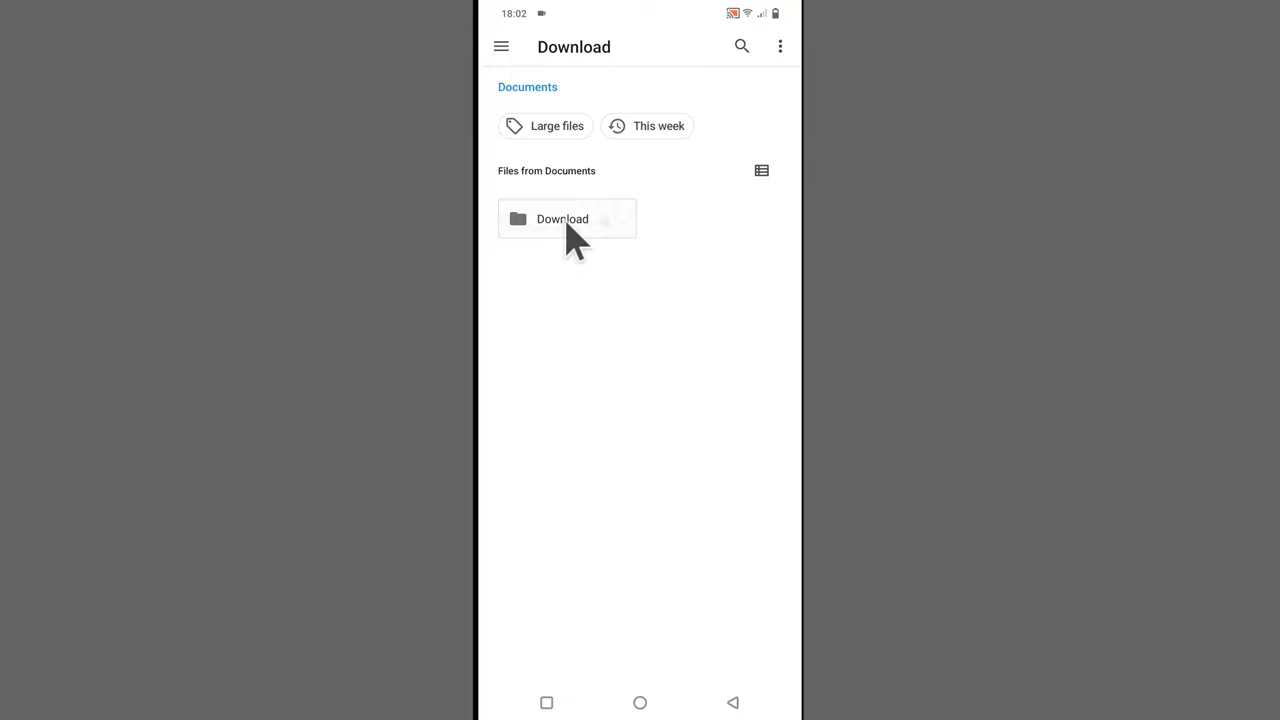 18:02
Download
Documents
Large files
This week
Files from Documents
Download